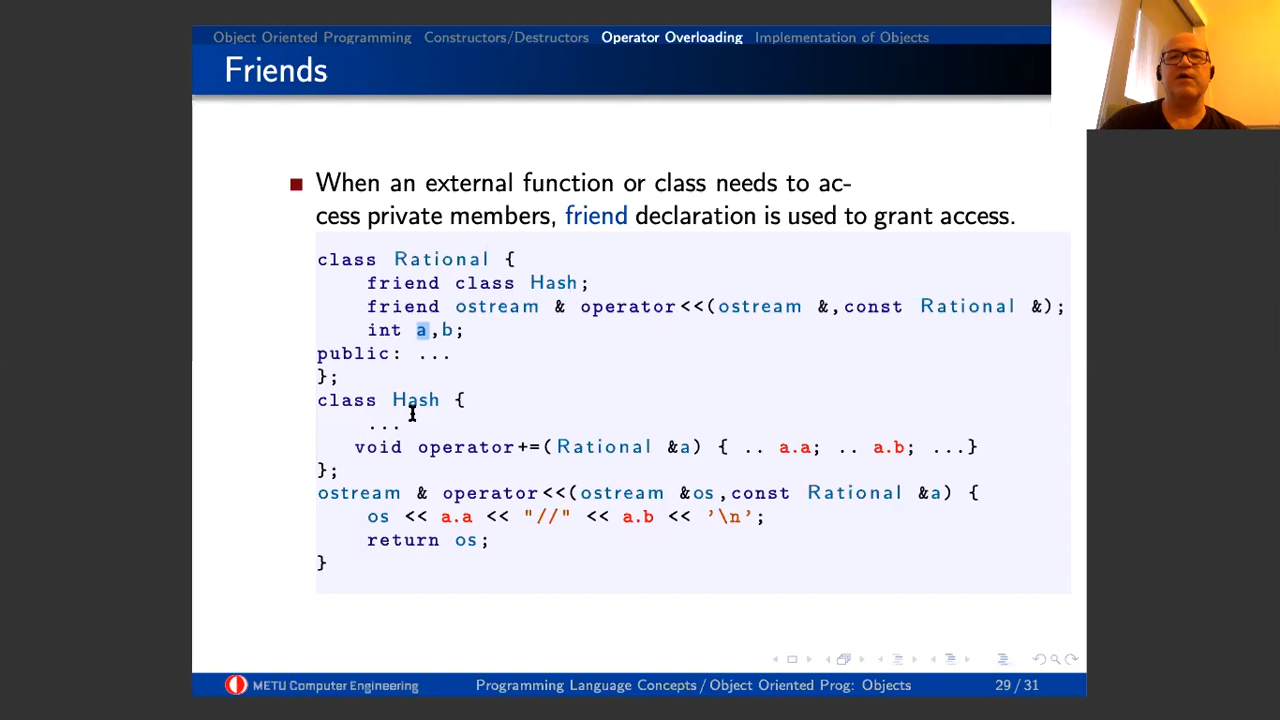 Object Oriented Programming Constructors/Destructors Operator Overloading Implementation of Objects
Friends
When an external function or class needs to ac-
cess private members, friend declaration is used to grant access.
class Rational {
friend class Hash;
friend ostream & operator<<(ostream &,const Rational &);
int a,b;
public: ...
};
class Hash {
...
void operator+=(Rational &a) { .. a.a; .. a.b; ...}
};
ostream & operator<<(ostream &os,const Rational &a) {
os << a.a << "//" << a.b << '\n';
return os;
}
METU Computer Engineering Programming Language Concepts/Object Oriented Prog: Objects 29/31